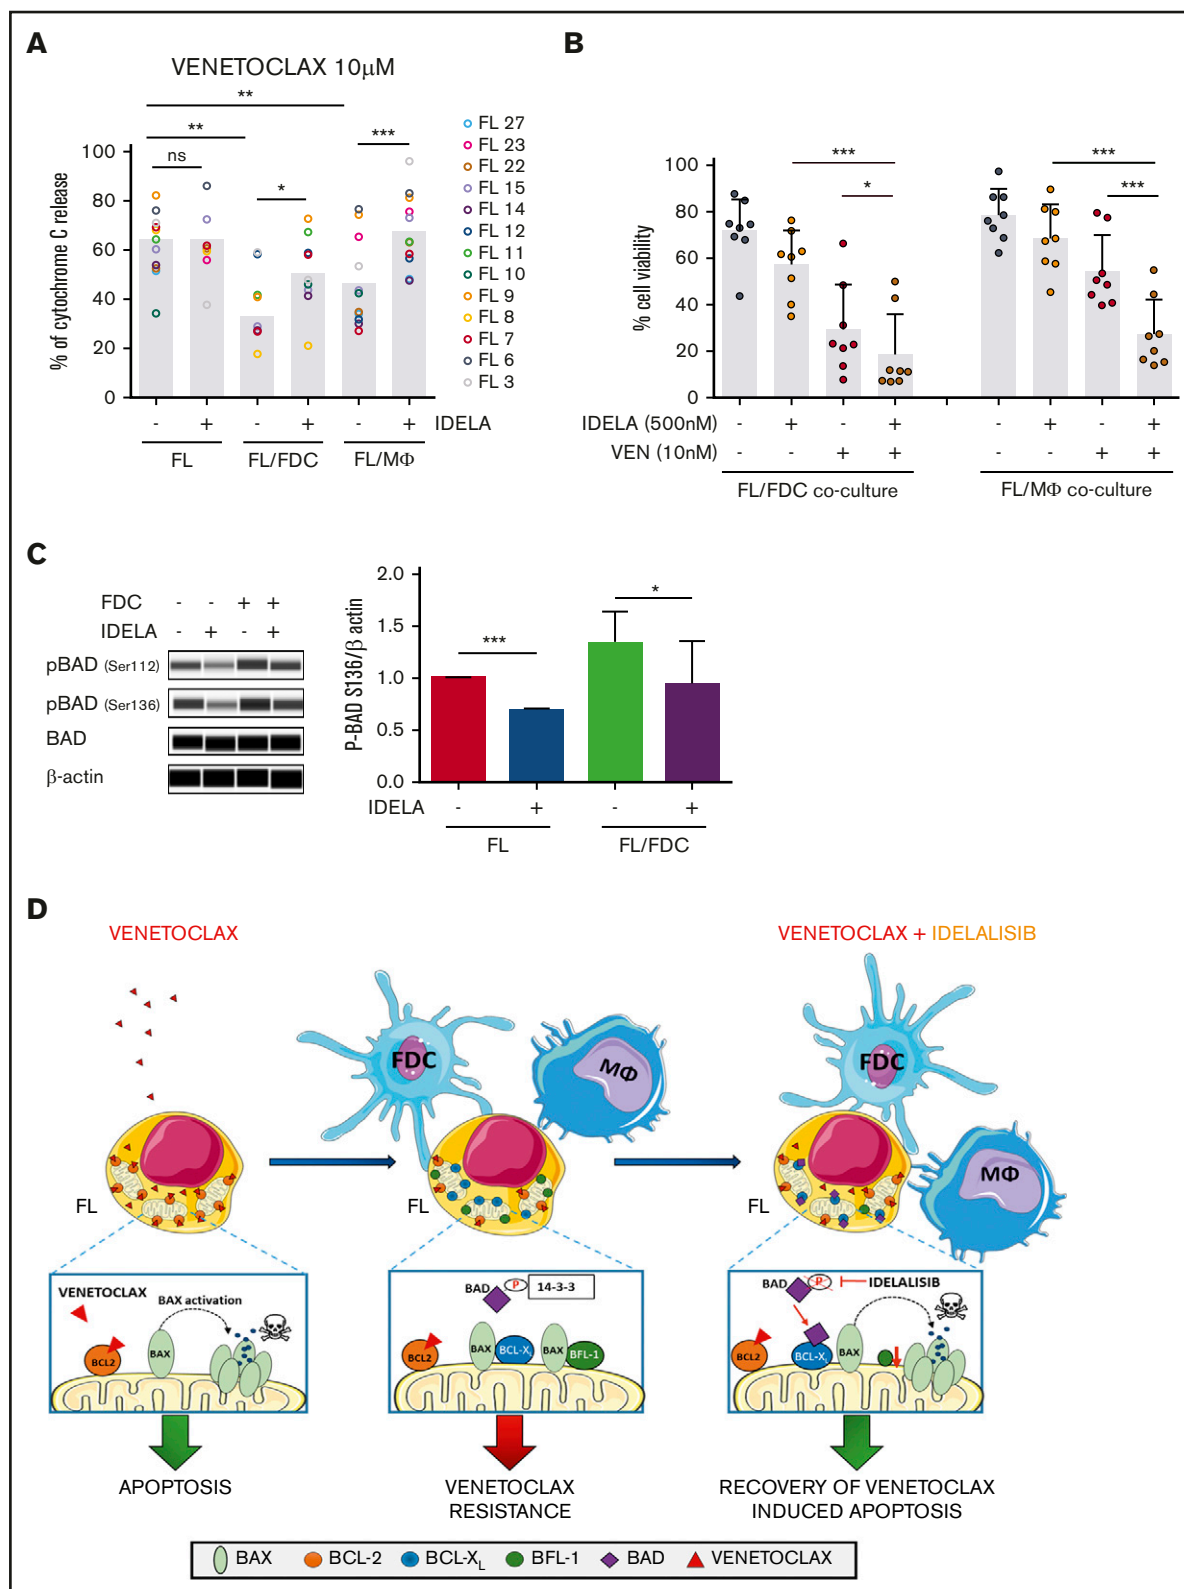 A
VENETOCLAX 10μM
**
**
ns
*
***
% of cytochrome C release
100
80
60
40
20
0
- + - + - + IDELA
FL FL/FDC FL/MΦ
FL 27
FL 23
FL 22
FL 15
FL 14
FL 12
FL 11
FL 10
FL 9
FL 8
FL 7
FL 6
FL 3
B
% cell viability
100
80
60
40
20
0
***
*
***
***
IDELA (500nM) - + - + - + - +
VEN (10nM) - - + + - - + +
FL/FDC co-culture FL/MΦ co-culture
C
FDC - - + +
IDELA - + - +
pBAD (Ser112)
pBAD (Ser136)
BAD
β-actin
P-BAD S136/β actin
2.0
1.5
1.0
0.5
0.0
***
*
IDELA - + - +
FL FL/FDC
D
VENETOCLAX
VENETOCLAX + IDELALISIB
FDC
MΦ
FDC
MΦ
FL
FL
FL
VENETOCLAX
BAX activation
BCL2
BAX
BAD
P
14-3-3
BCL2
BAX
BCL-X
BAX
BFL-1
BAD
P
IDELALISIB
BCL2
BCL-X
BAX
APOPTOSIS
VENETOCLAX
RESISTANCE
RECOVERY OF VENETOCLAX
INDUCED APOPTOSIS
BAX BCL-2 BCL-XL BFL-1 BAD VENETOCLAX